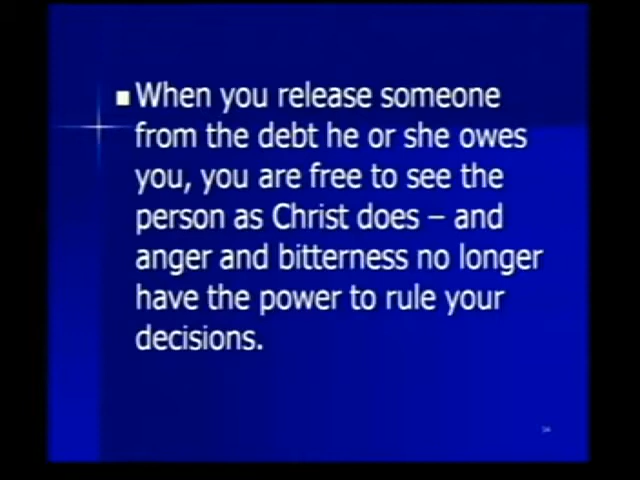 When you release someone
from the debt he or she owes
you, you are free to see the
person as Christ does – and
anger and bitterness no longer
have the power to rule your
decisions.